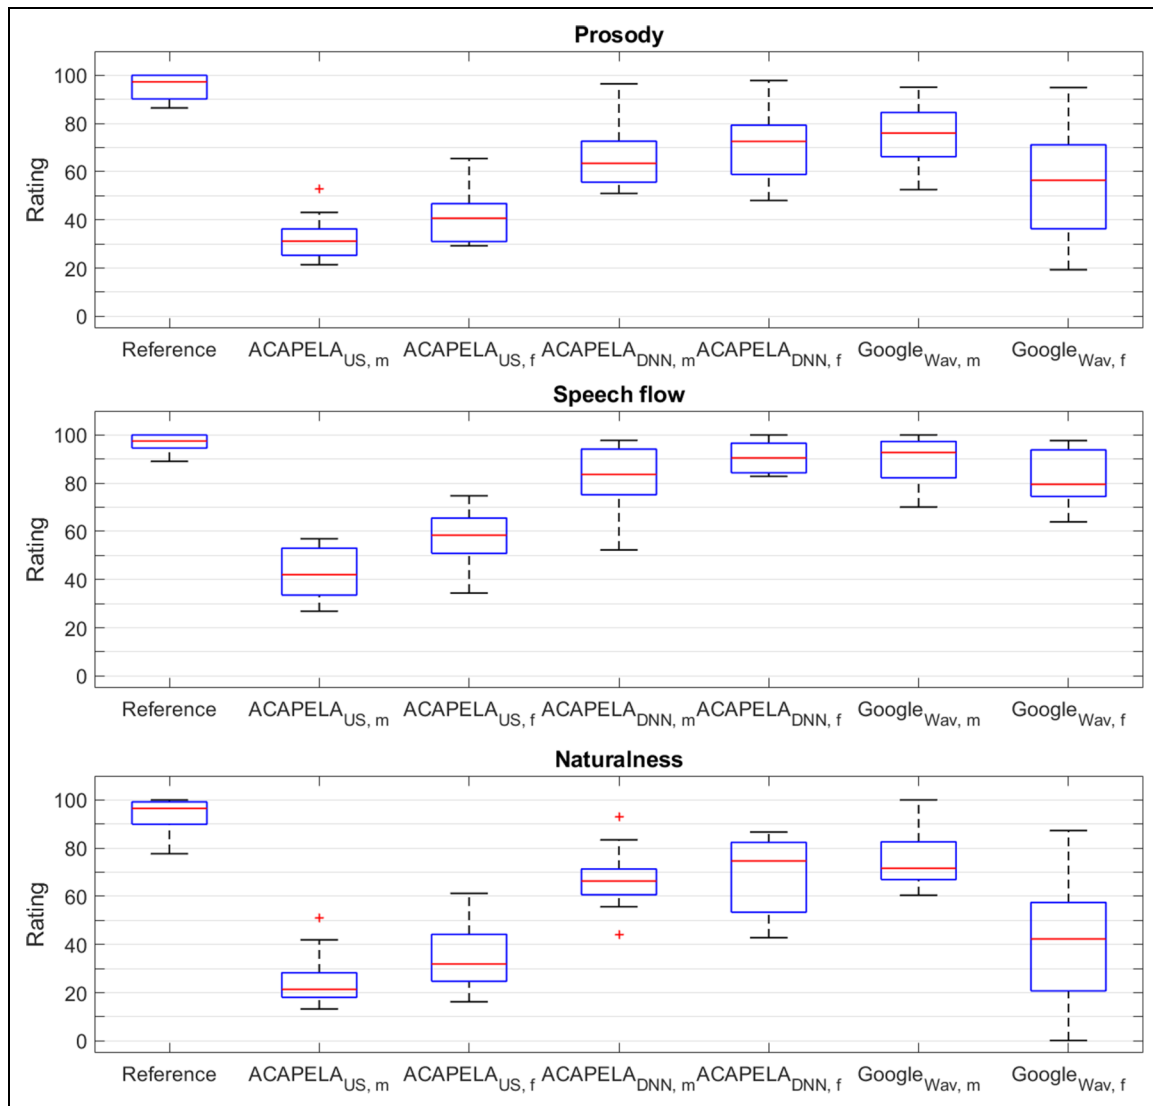 Prosody
100
80
60
40
20
0
Rating
Reference ACAPELA US, m ACAPELA US, f ACAPELA DNN, m ACAPELA DNN, f Google Wav, m Google Wav, f
Speech flow
100
80
60
40
20
0
Rating
Reference ACAPELA US, m ACAPELA US, f ACAPELA DNN, m ACAPELA DNN, f Google Wav, m Google Wav, f
Naturalness
100
80
60
40
20
0
Rating
Reference ACAPELA US, m ACAPELA US, f ACAPELA DNN, m ACAPELA DNN, f Google Wav, m Google Wav, f